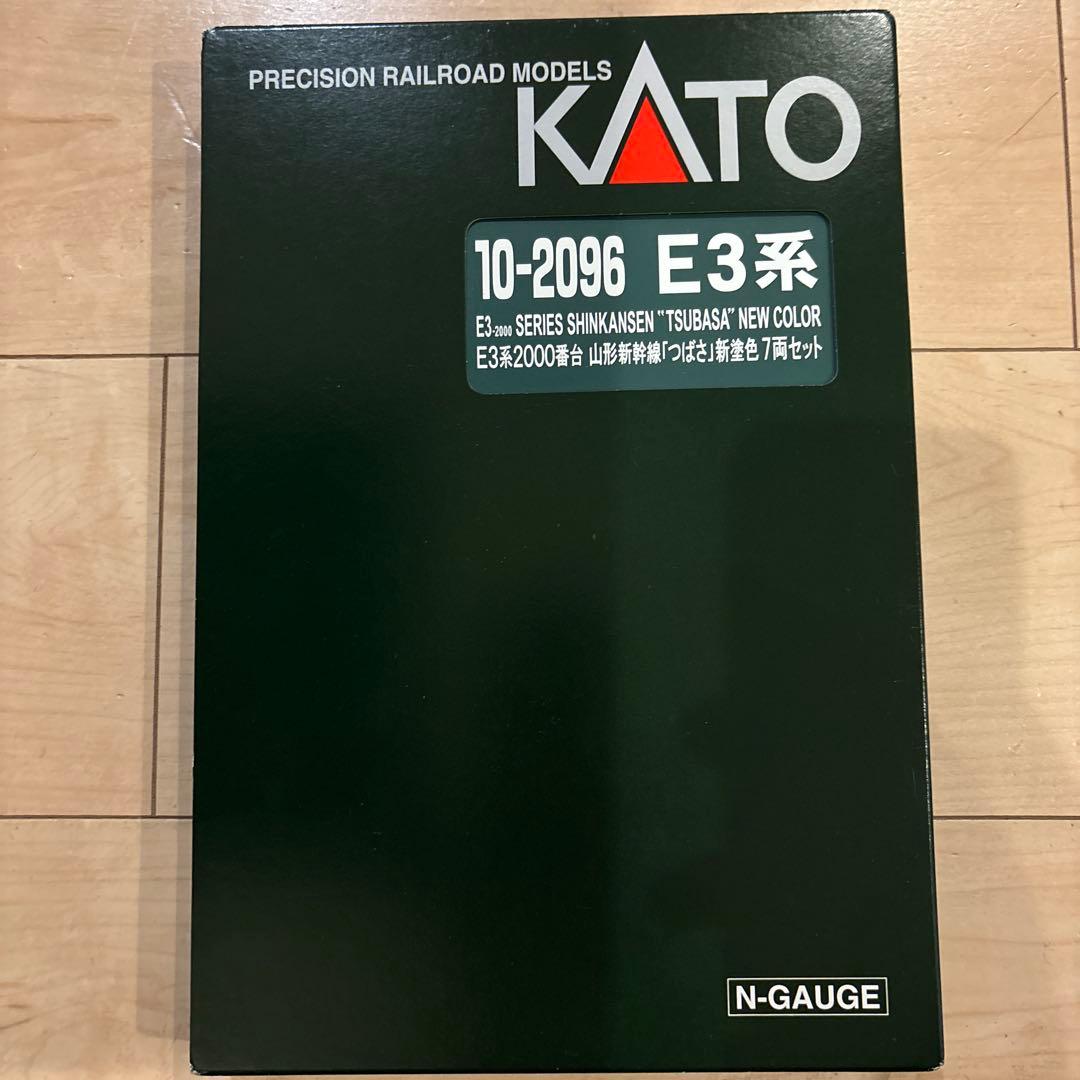 PRECISION RAILROAD MODELS
KATO
10-2096 E3系
E3-2000 SERIES SHINKANSEN "TSUBASA" NEW COLOR
E3系2000番台 山形新幹線「つばさ」新塗色 7両セット
N-GAUGE